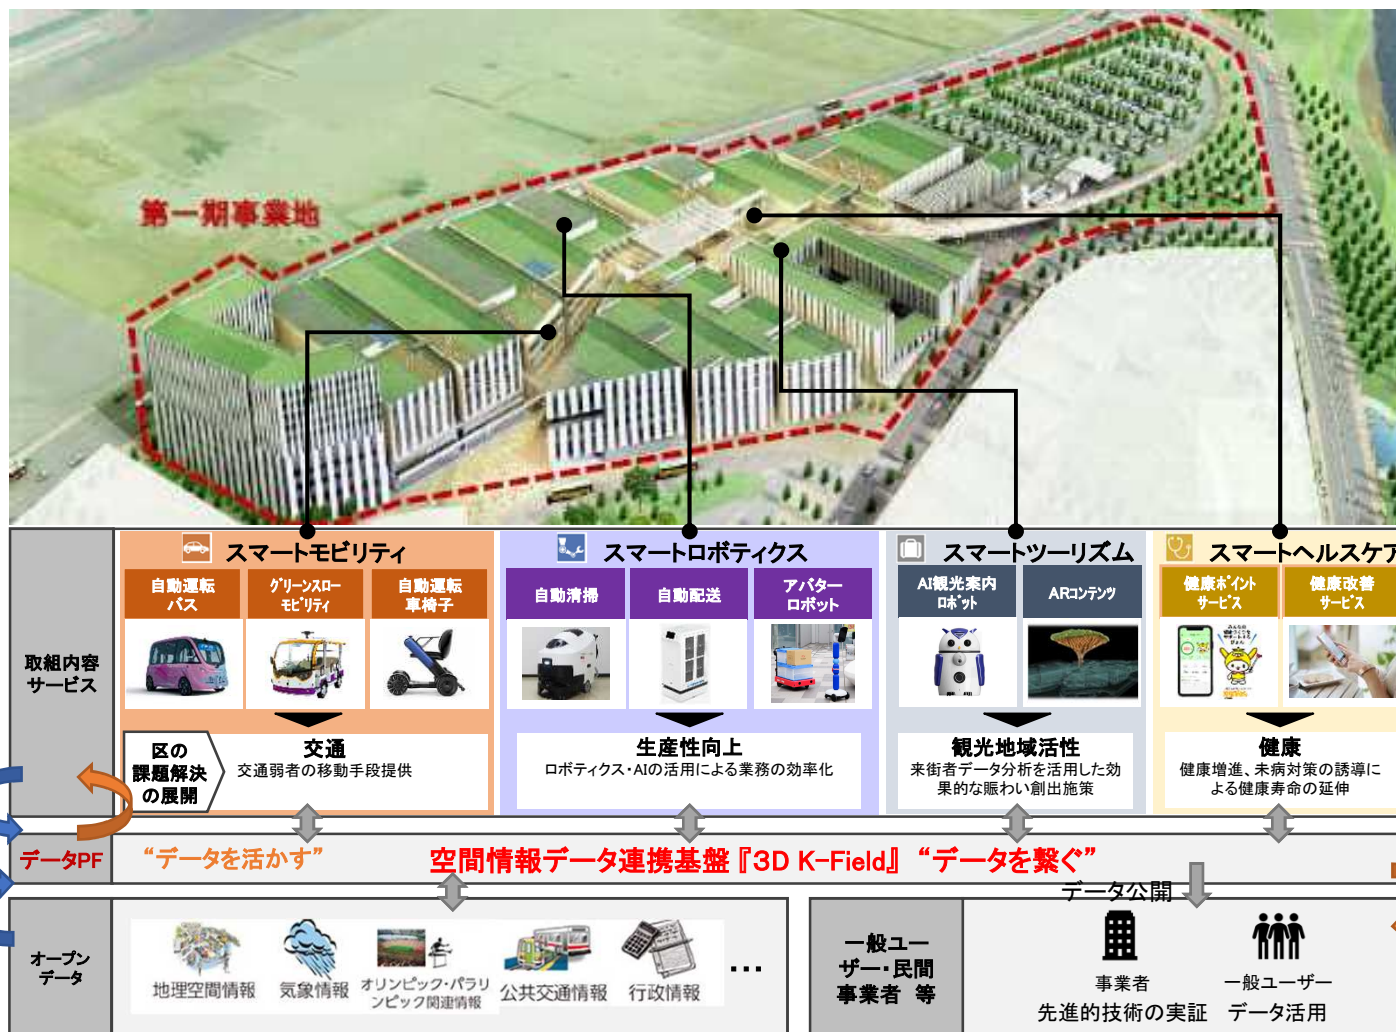 第一期事業地
スマートモビリティ
スマートロボティクス
スマートツーリズム
スマートヘルスケア
自動運転
バス
グリーンスロー
モビリティ
自動運転
車椅子
自動清掃
自動配送
アバター
ロボット
AI観光案内
ロボット
ARコンテンツ
健康ポイント
サービス
健康改善
サービス
取組内容
サービス
区の
課題解決
の展開
交通
交通弱者の移動手段提供
生産性向上
ロボティクス・AIの活用による業務の効率化
観光地域活性
来街者データ分析を活用した効
果的な賑わい創出施策
健康
健康増進、未病対策の誘導に
よる健康寿命の延伸
データPF
“データを活かす”
空間情報データ連携基盤『3D K-Field』 “データを繋ぐ”
データ公開
オープン
データ
地理空間情報
気象情報
オリンピック・パラリ
ンピック関連情報
公共交通情報
行政情報
…
一般ユー
ザー・民間
事業者 等
事業者
一般ユーザー
先進的技術の実証
データ活用